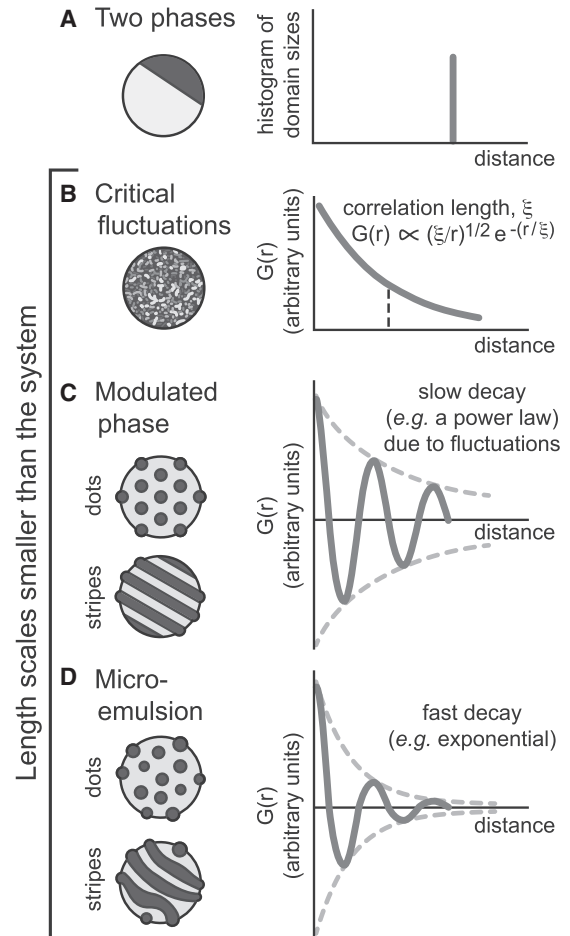 A Two phases
histogram of
domain sizes
distance
Length scales smaller than the system
B Critical
fluctuations
G(r)
(arbitrary units)
correlation length, ξ
G(r) ∝ (ξ/r)1/2 e-(r/ξ)
distance
C Modulated
phase
dots
stripes
G(r)
(arbitrary units)
slow decay
(e.g. a power law)
due to fluctuations
distance
D Micro-
emulsion
dots
stripes
G(r)
(arbitrary units)
fast decay
(e.g. exponential)
distance